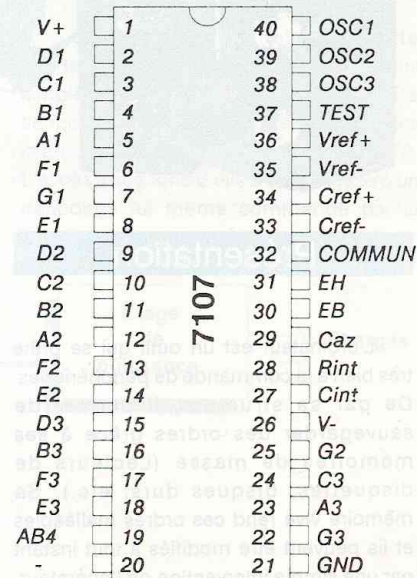 V+ 1 40 OSC1
D1 2 39 OSC2
C1 3 38 OSC3
B1 4 37 TEST
A1 5 36 Vref+
F1 6 35 Vref-
G1 7 34 Cref+
E1 8 33 Cref-
D2 9 32 COMMUN
C2 10 31 EH
B2 11 30 EB
A2 12 29 Caz
F2 13 28 Rint
E2 14 27 Cint
D3 15 26 V-
B3 16 25 G2
F3 17 24 C3
E3 18 23 A3
AB4 19 22 G3
- 20 21 GND
7107